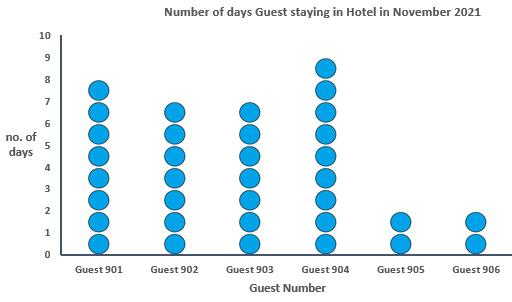 Number of days Guest staying in Hotel in November 2021
10
9
8
7
6
5
4
3
2
1
0
no. of
days
Guest 901 Guest 902 Guest 903 Guest 904 Guest 905 Guest 906
Guest Number